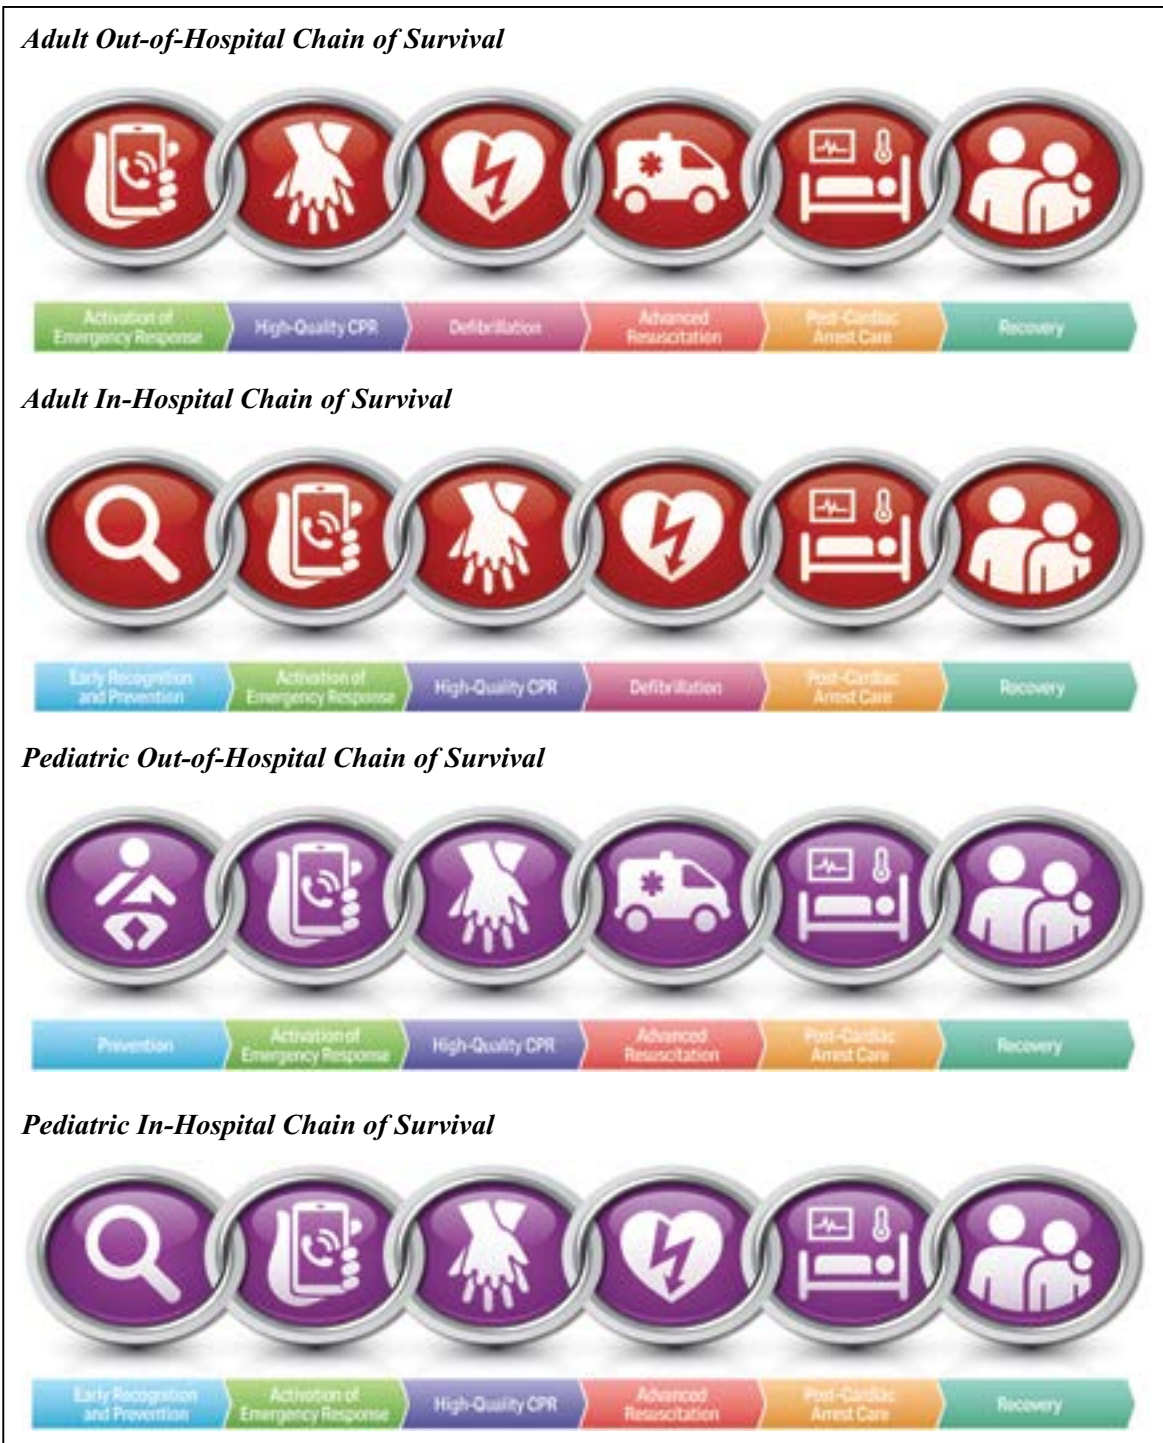 Adult Out-of-Hospital Chain of Survival
Activation of
Emergency Response
High-Quality CPR
Defibrillation
Advanced
Resuscitation
Post-Cardiac
Arrest Care
Recovery
Adult In-Hospital Chain of Survival
Early Recognition
and Prevention
Activation of
Emergency Response
High-Quality CPR
Defibrillation
Post-Cardiac
Arrest Care
Recovery
Pediatric Out-of-Hospital Chain of Survival
Prevention
Activation of
Emergency Response
High-Quality CPR
Advanced
Resuscitation
Post-Cardiac
Arrest Care
Recovery
Pediatric In-Hospital Chain of Survival
Early Recognition
and Prevention
Activation of
Emergency Response
High-Quality CPR
Advanced
Resuscitation
Post-Cardiac
Arrest Care
Recovery